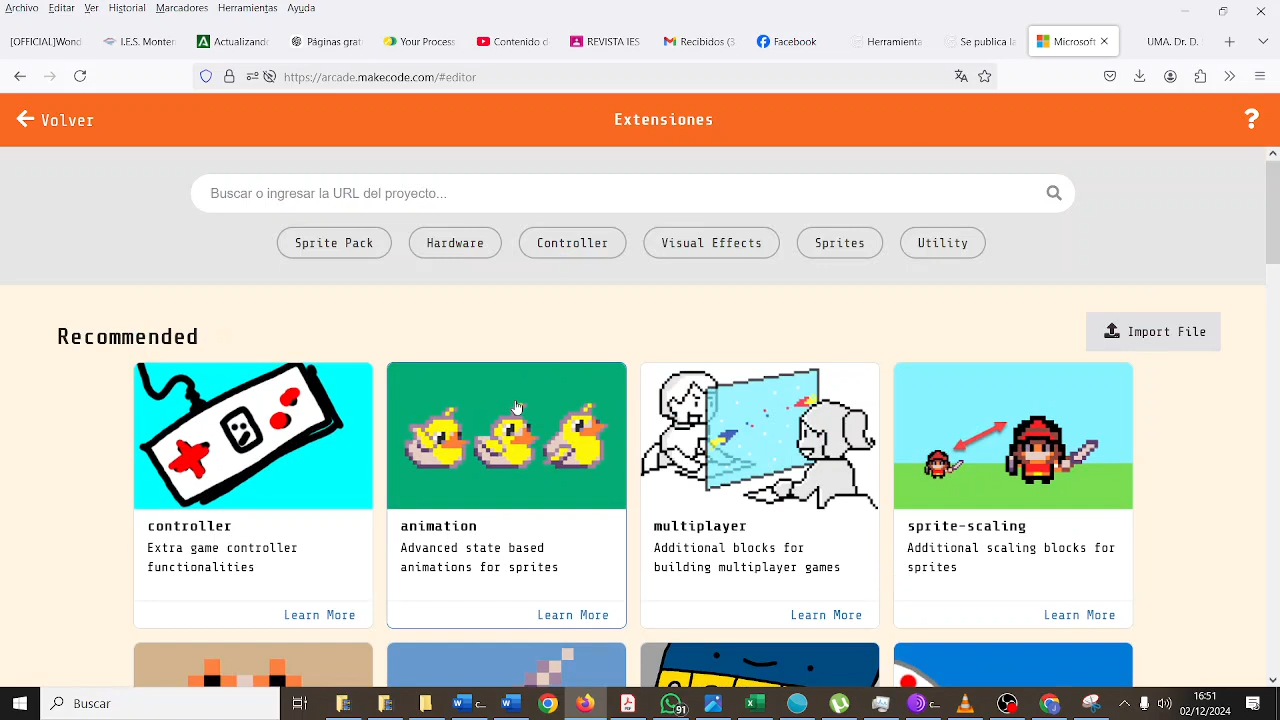 Archivo Editar Ver Historial Marcadores Herramientas Ayuda
[OFFICIAL]Wond
I.E.S. Monter
Actualizando
Página gratat
Your Process
Contenido d
REVISTA IES
Recibidos (3
Facebook
Herramienta
Se publica la
Microsoft
UMA. D.
https://arcade.makecode.com/#editor
Volver
Extensiones
?
Buscar o ingresar la URL del proyecto...
Sprite Pack
Hardware
Controller
Visual Effects
Sprites
Utility
Recommended
Import File
controller
Extra game controller
functionalities
Learn More
animation
Advanced state based
animations for sprites
Learn More
multiplayer
Additional blocks for
building multiplayer games
Learn More
sprite-scaling
Additional scaling blocks for
sprites
Learn More
Buscar
91
16:51
02/12/2024